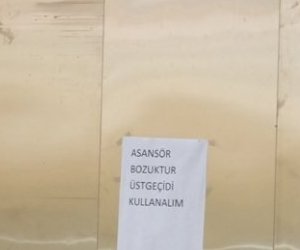 ASANSÖR
BOZUKTUR
ÜSTGEÇİDİ
KULLANALIM